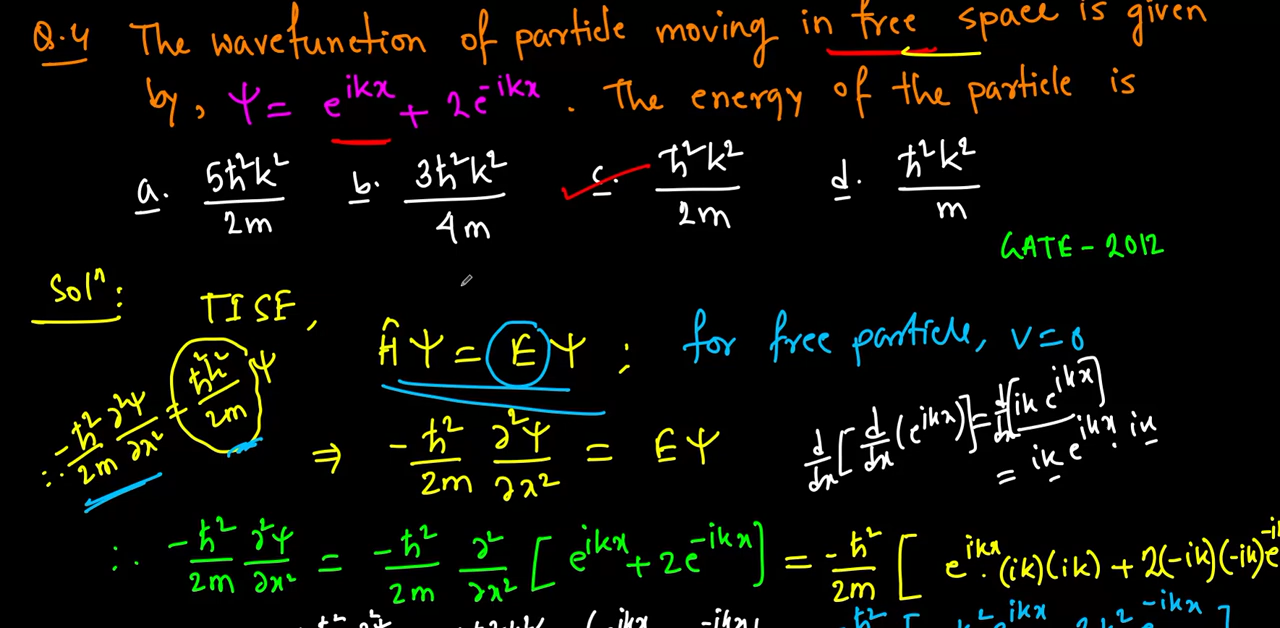 Q.4 The wavefunction of particle moving in free space is given
by, Ψ = e^{ikx} + 2e^{-ikx}. The energy of the particle is
a. 5ħ²k²/2m b. 3ħ²k²/4m c. ħ²k²/2m d. ħ²k²/m
GATE - 2012
Solⁿ: TISE, ĤΨ = EΨ ; for free particle, V=0
∴ -ħ²/2m ∂²Ψ/∂x² = ħ²k²/2m Ψ
⇒ -ħ²/2m ∂²Ψ/∂x² = EΨ
d/dx[d/dx(e^{ikx})] = d/dx[ik e^{ikx}]
= ik e^{ikx} . ik
∴ -ħ²/2m ∂²Ψ/∂x² = -ħ²/2m ∂²/∂x² [e^{ikx} + 2e^{-ikx}] = -ħ²/2m [e^{ikx}.(ik)(ik) + 2(-ik)(-ik)e